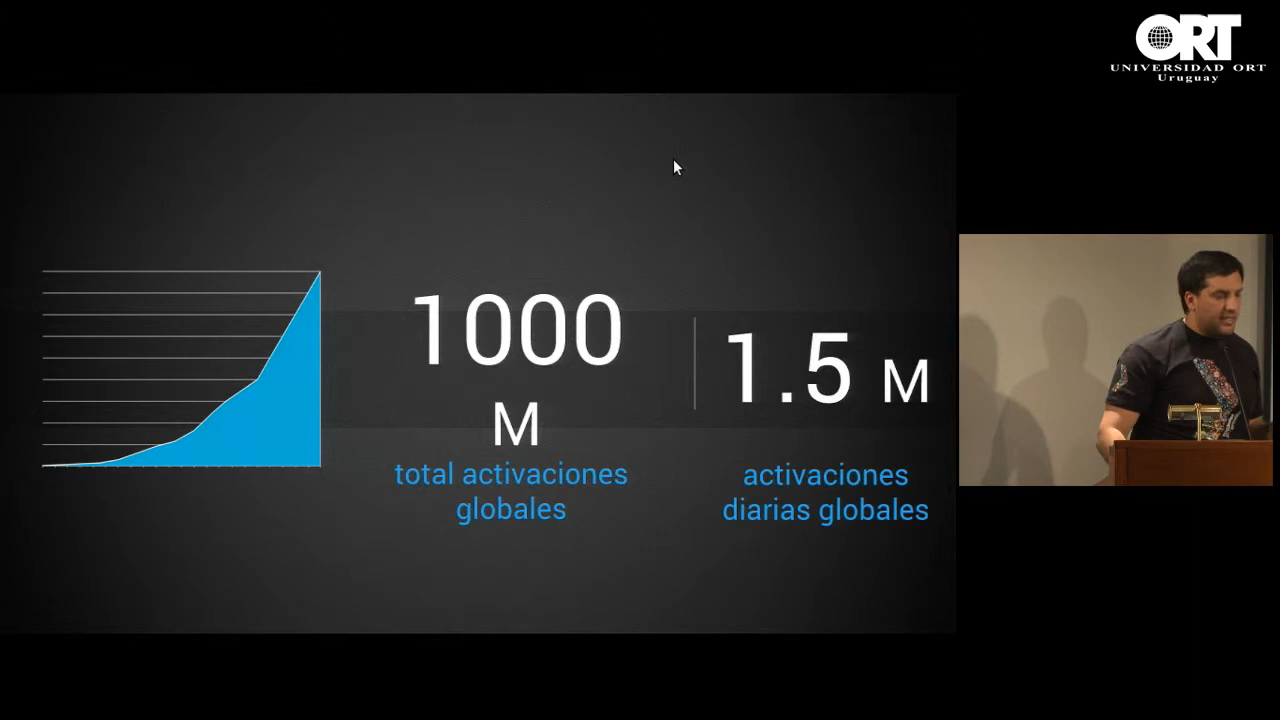 ORT
UNIVERSIDAD ORT
Uruguay
1000
M
total activaciones
globales
1.5 M
activaciones
diarias globales